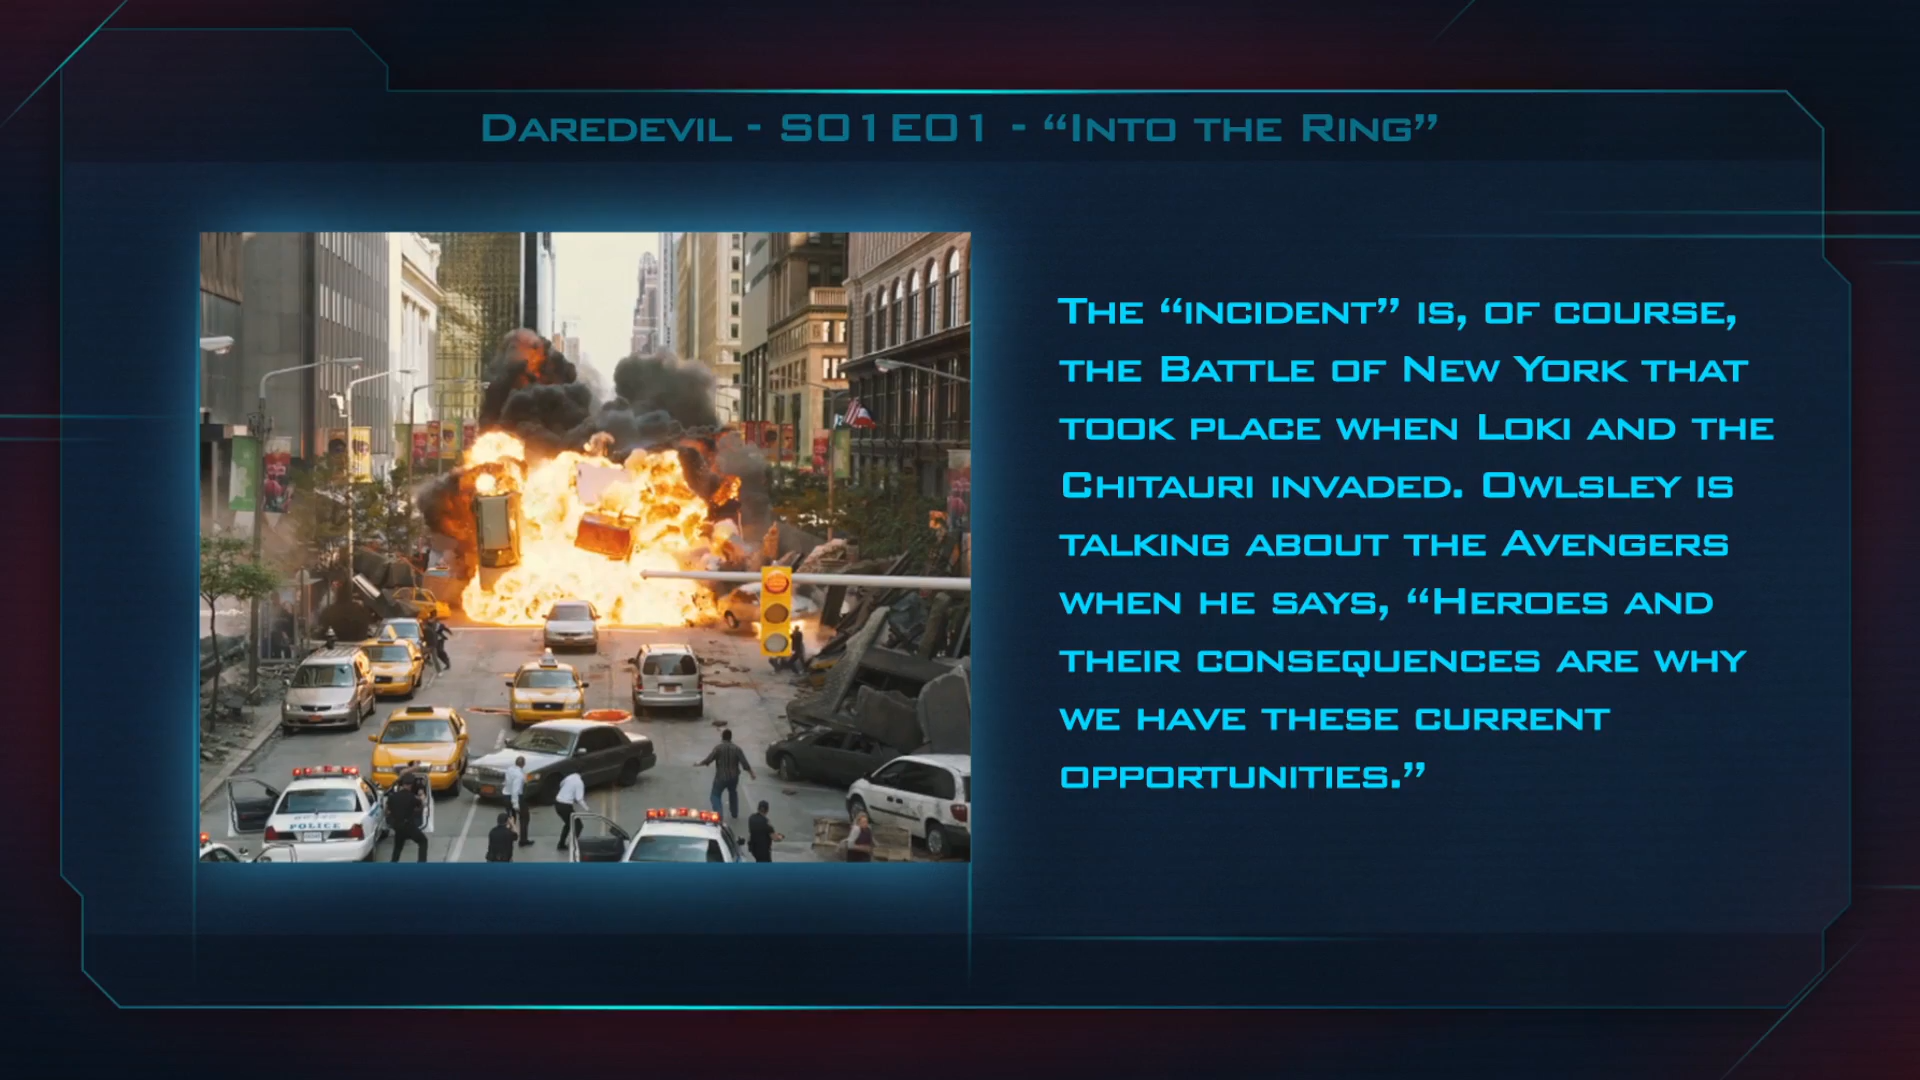 Daredevil - S01E01 - “Into the Ring”
The “incident” is, of course,
the Battle of New York that
took place when Loki and the
Chitauri invaded. Owlsley is
talking about the Avengers
when he says, “Heroes and
their consequences are why
we have these current
opportunities.”
POLICE